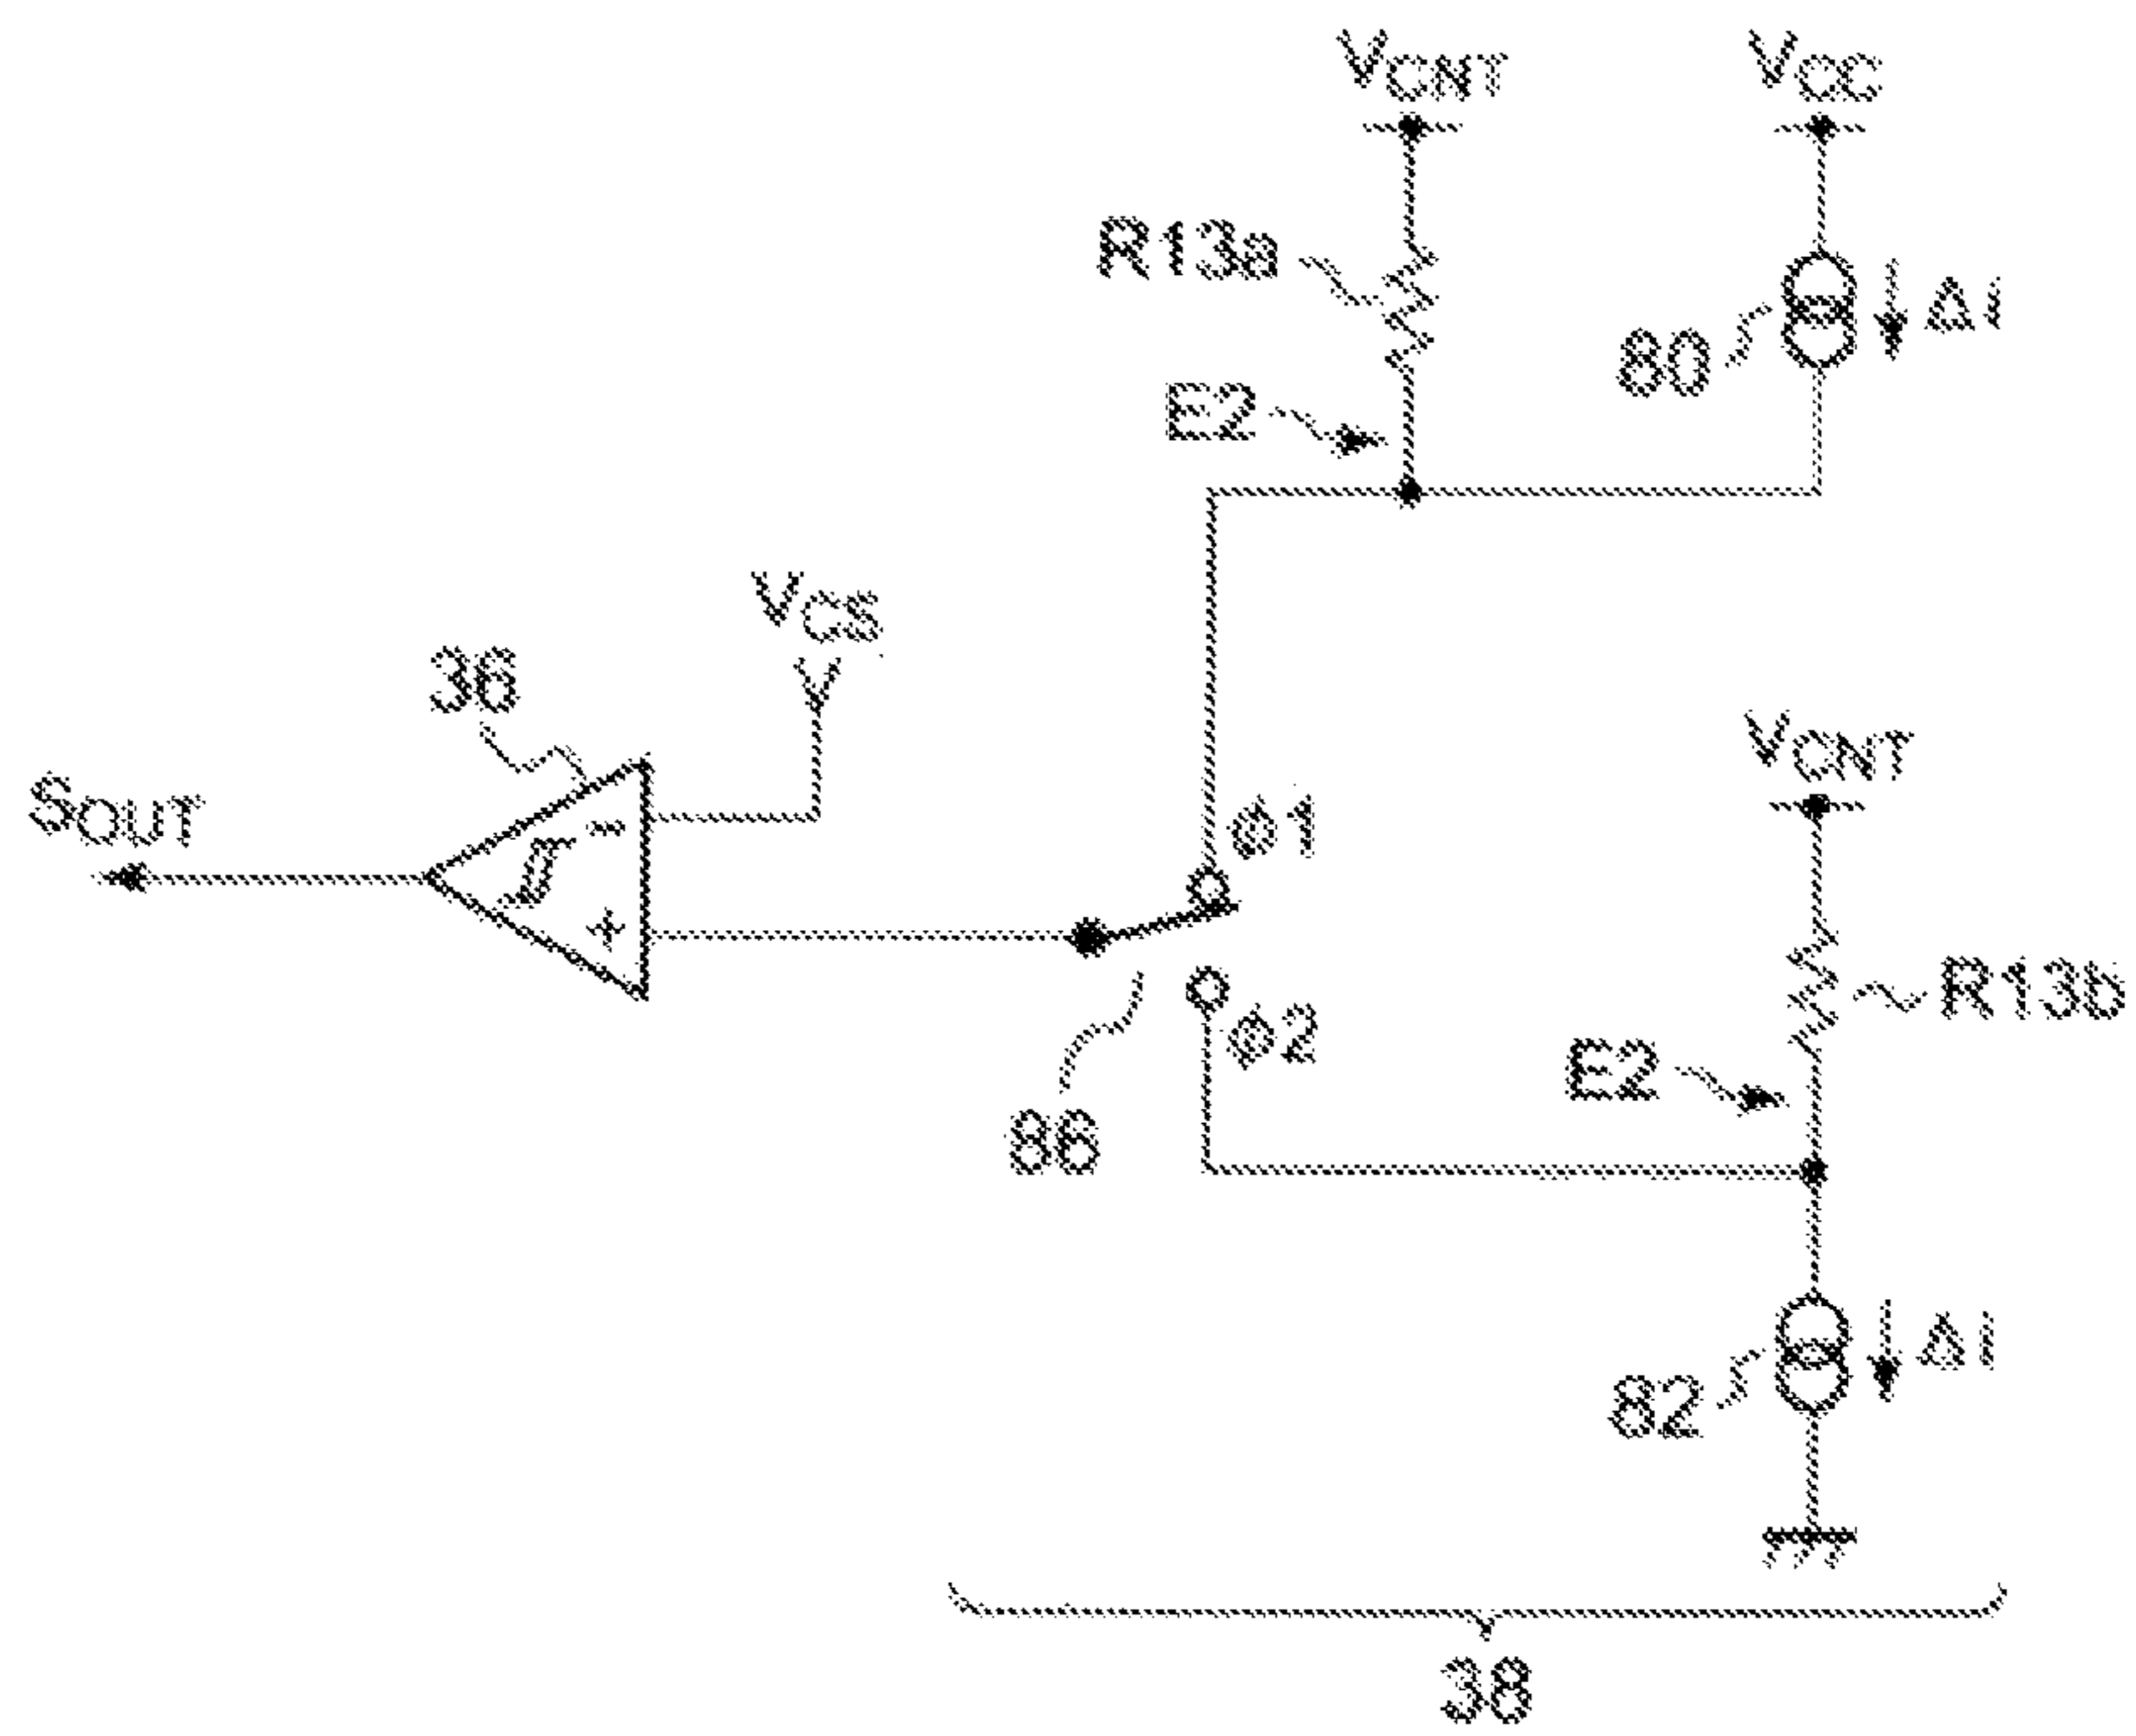 VCNT
VCC
R13a
ΔI
80
E2
VCS
36
SOUT
-
+
φ1
φ2
86
VCNT
R13b
E2
ΔI
82
38